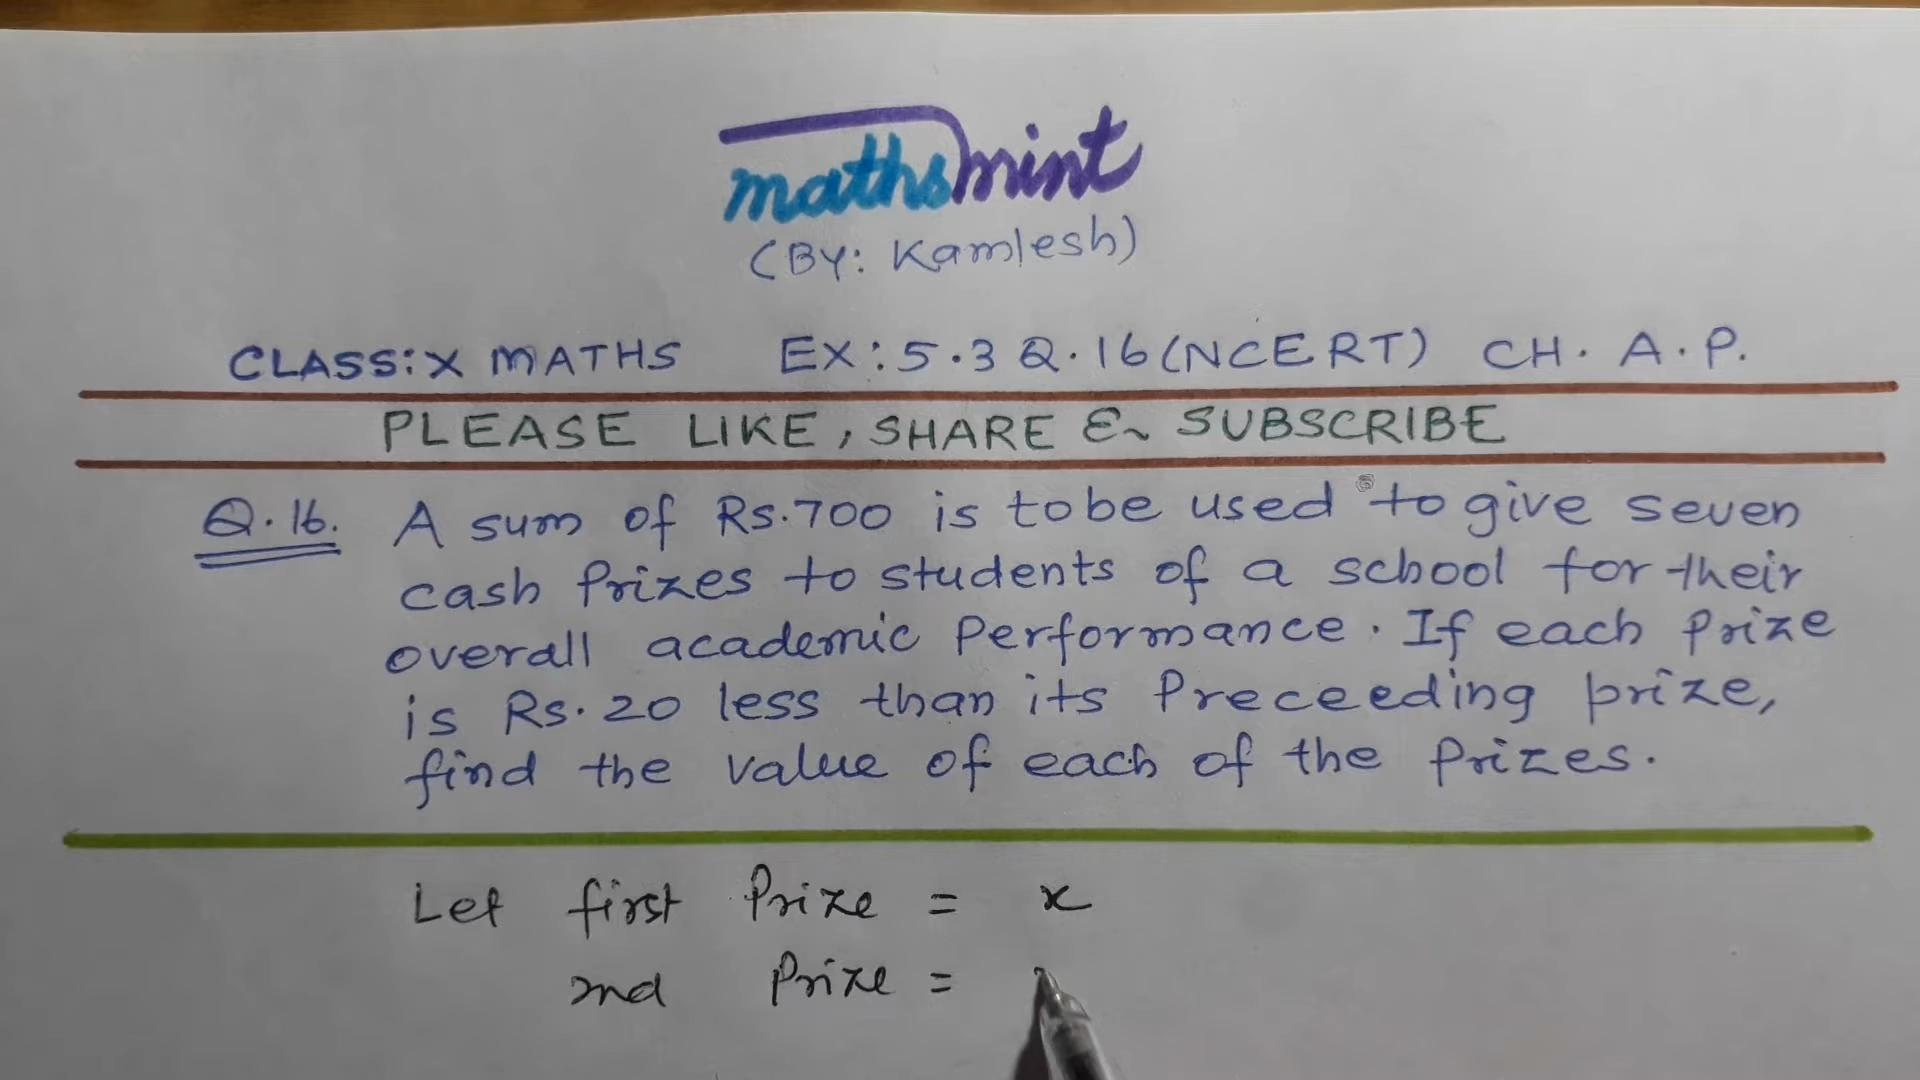 mathsmint
(BY: Kamlesh)
CLASS: X MATHS EX: 5.3 Q.16 (NCERT) CH. A.P.
PLEASE LIKE, SHARE & SUBSCRIBE
Q.16. A sum of Rs.700 is to be used to give seven
cash prizes to students of a school for their
overall academic Performance. If each prize
is Rs.20 less than its Preceeding prize,
find the value of each of the Prizes.
Let first Prize = x
2nd Prize =